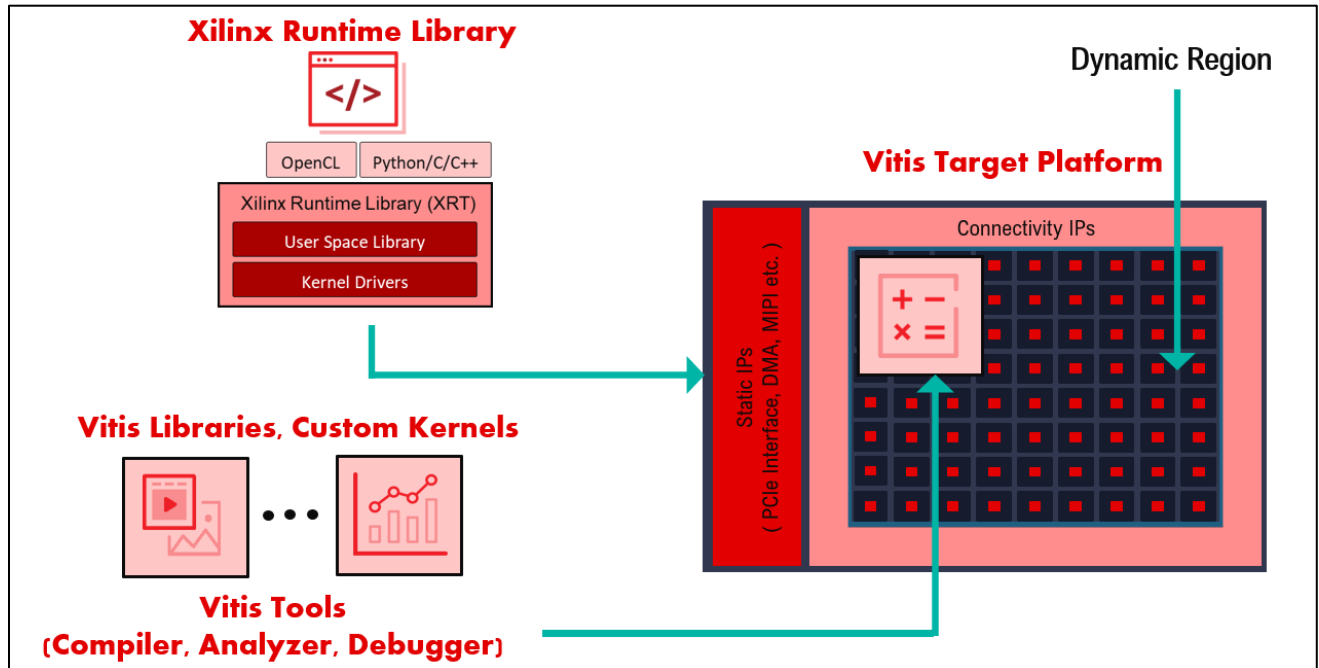 Xilinx Runtime Library
</>
OpenCL
Python/C/C++
Xilinx Runtime Library (XRT)
User Space Library
Kernel Drivers
Vitis Libraries, Custom Kernels
Vitis Tools
(Compiler, Analyzer, Debugger)
Dynamic Region
Vitis Target Platform
Connectivity IPs
Static IPs
( PCIe Interface, DMA, MIPI etc. )
+ −
× =